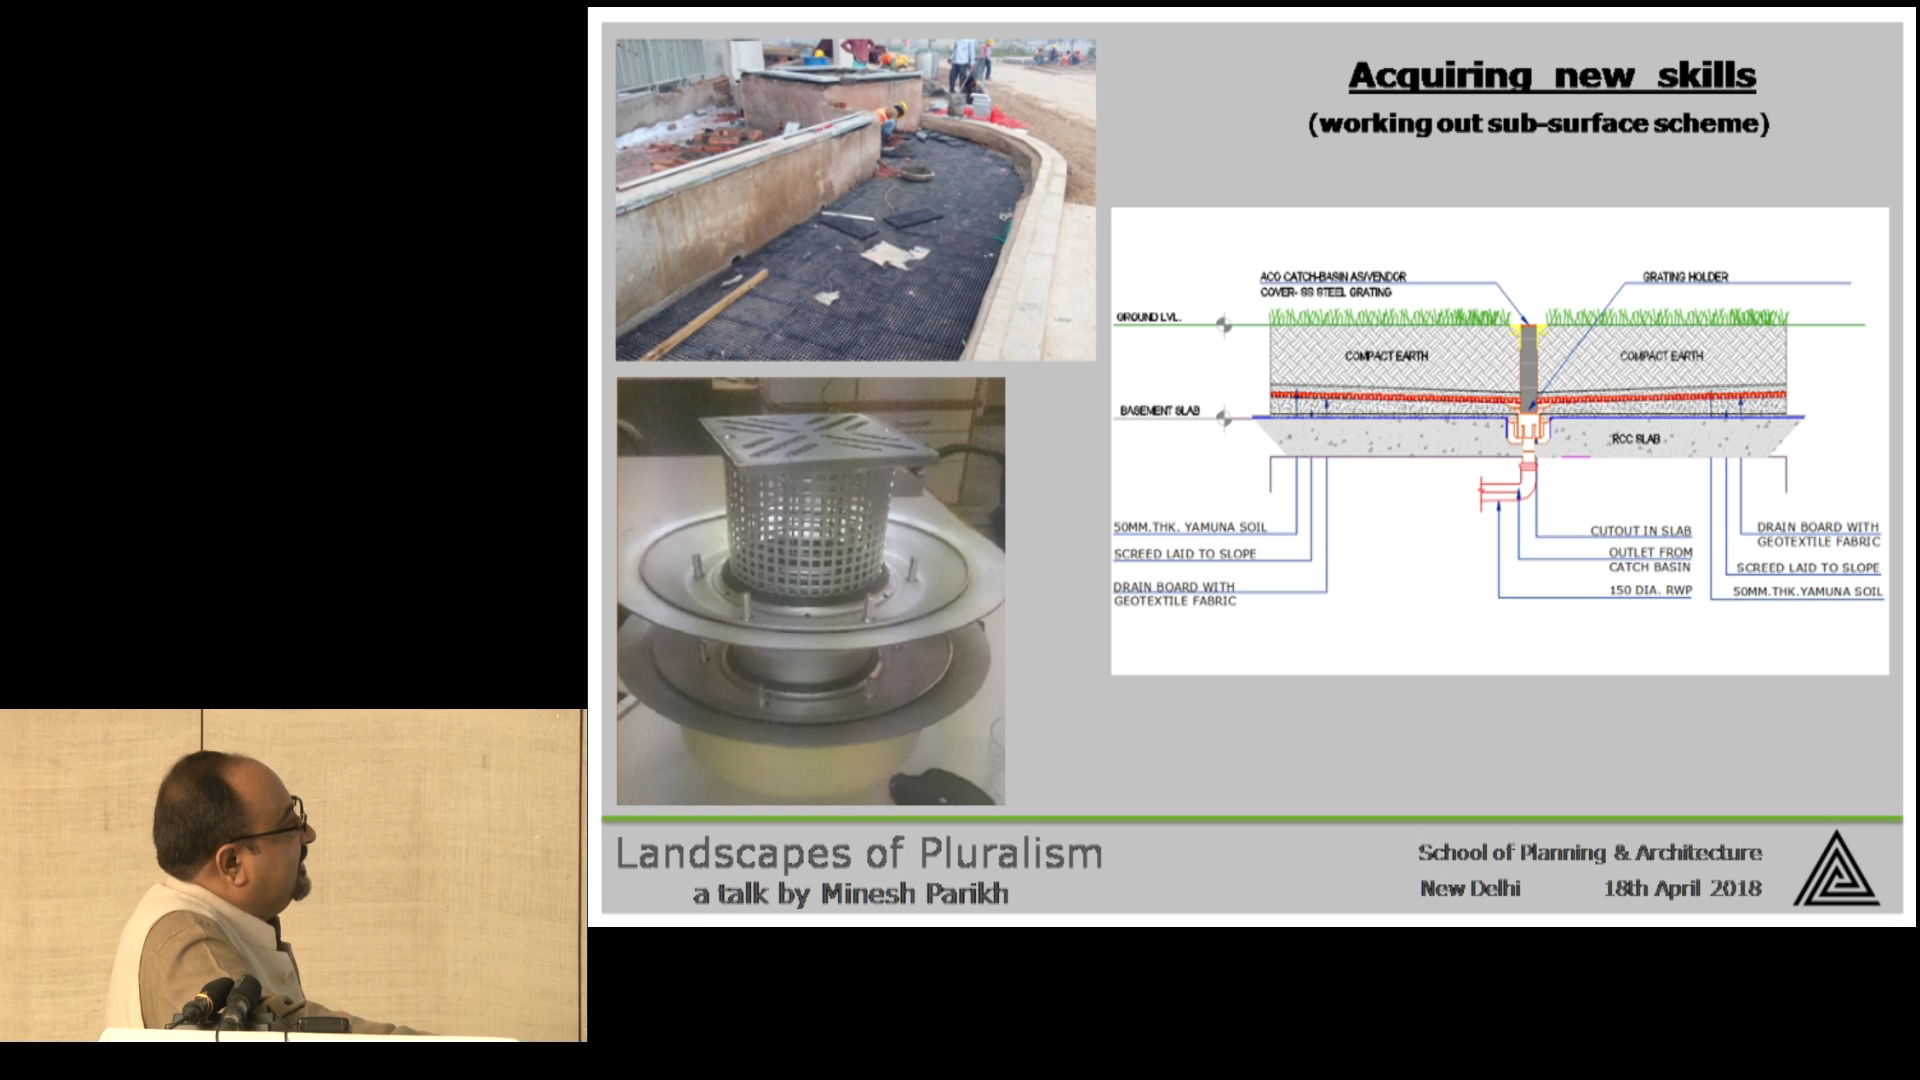 Acquiring new skills
(working out sub-surface scheme)
ACO CATCH-BASIN AS/VENDOR
COVER- SS STEEL GRATING
GRATING HOLDER
GROUND LVL.
COMPACT EARTH
COMPACT EARTH
BASEMENT SLAB
RCC SLAB
50MM.THK. YAMUNA SOIL
SCREED LAID TO SLOPE
DRAIN BOARD WITH
GEOTEXTILE FABRIC
CUTOUT IN SLAB
OUTLET FROM
CATCH BASIN
150 DIA. RWP
DRAIN BOARD WITH
GEOTEXTILE FABRIC
SCREED LAID TO SLOPE
50MM.THK.YAMUNA SOIL
Landscapes of Pluralism
a talk by Minesh Parikh
School of Planning & Architecture
New Delhi 18th April 2018